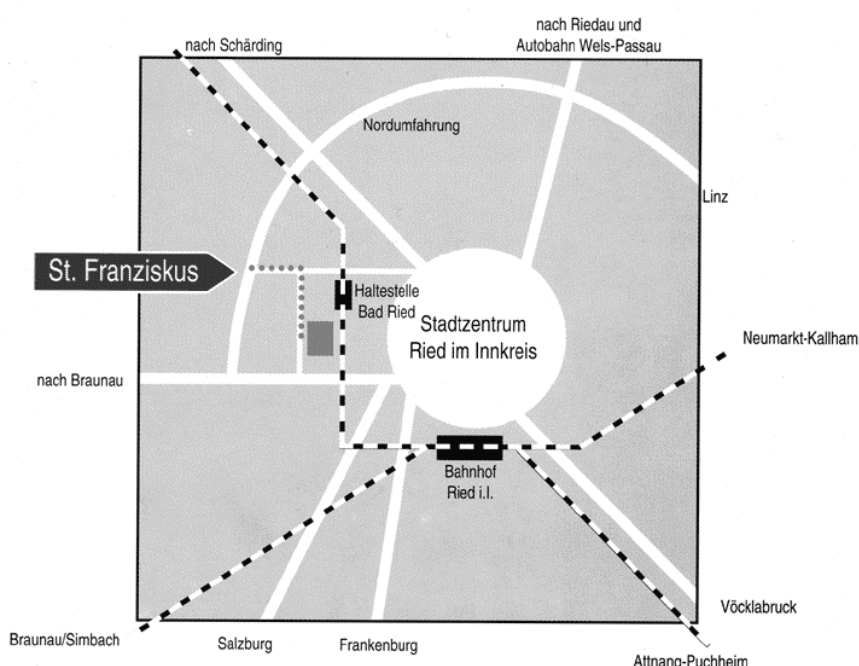 nach Riedau und
Autobahn Wels-Passau
nach Schärding
Nordumfahrung
Linz
St. Franziskus
Haltestelle
Bad Ried
Stadtzentrum
Ried im Innkreis
Neumarkt-Kallham
nach Braunau
Bahnhof
Ried i.I.
Vöcklabruck
Braunau/Simbach
Salzburg
Frankenburg
Attnang-Puchheim